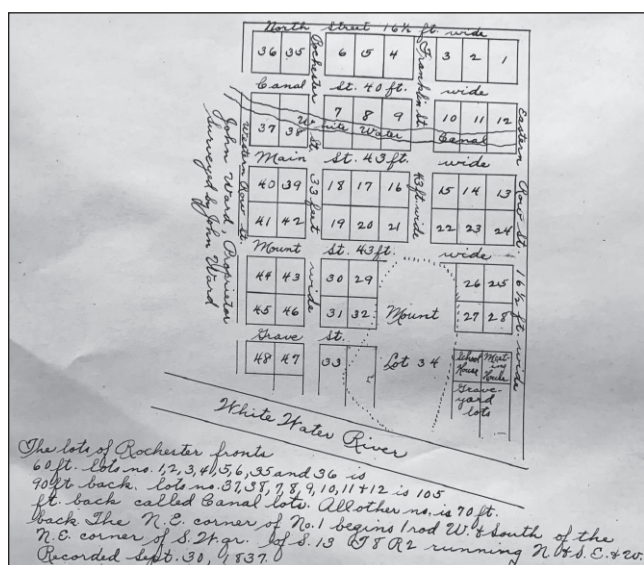 North Street 16½ ft. wide
36 35
Rochester St. 33 feet wide
6 5 4
Franklin St. 43 ft. wide
3 2 1
Canal St. 40 ft. wide
7 8 9
10 11 12
White Water Canal
37 38
Eastern Row St. 16½ ft wide
Western Row St.
John Ward, Proprietor
Surveyed by John Ward
Main St. 43 ft. wide
40 39
18 17 16
15 14 13
41 42
19 20 21
22 23 24
Mount St. 43 ft. wide
44 43
30 29
26 25
45 46
31 32
Mount
27 28
Grave St.
48 47
33
Lot 34
School House
Meet-in House
Grave-yard lots
White Water River
The lots of Rochester fronts
60 ft. lots no. 1, 2, 3, 4, 5, 6, 35 and 36 is
90 ft back. lots no. 37, 38, 7, 8, 9, 10, 11 + 12 is 105
ft. back called Canal lots. All other no. is 70 ft.
back. The N.E. corner of No. 1 begins 1 rod W. & South of the
N.E. corner of S.W. qr. of S. 13 T 8 R 2 running N. & S. E. & W.
Recorded Sept. 30, 1837.